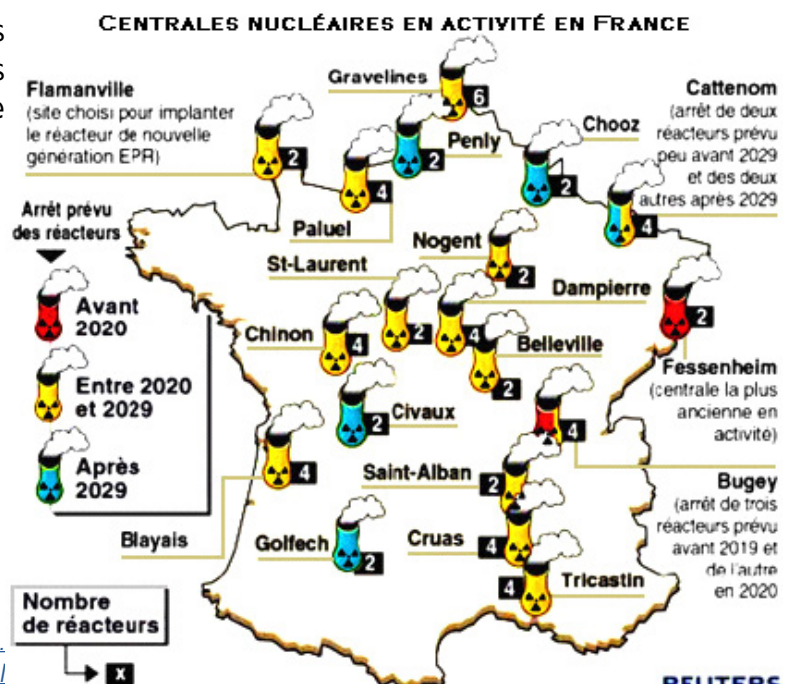 CENTRALES NUCLÉAIRES EN ACTIVITÉ EN FRANCE
s
s
e
Flamanville
(site choisi pour implanter
le réacteur de nouvelle
génération EPR)
2
Gravelines
6
Penly
2
Paluel
4
Chooz
2
Cattenom
(arrêt de deux
réacteurs prévu
peu avant 2029
et des deux
autres après 2029
4
Arrêt prévu
des réacteurs
Avant
2020
Entre 2020
et 2029
Après
2029
Nogent
2
St-Laurent
2
Dampierre
4
Chinon
4
Belleville
2
Fessenheim
(centrale la plus
ancienne en
activité)
2
Civaux
2
Blayais
4
Saint-Alban
2
Bugey
(arrêt de trois
réacteurs prévu
avant 2019 et
de l'autre
en 2020
4
Golfech
2
Cruas
4
Tricastin
4
Nombre
de réacteurs
x
REUTERS